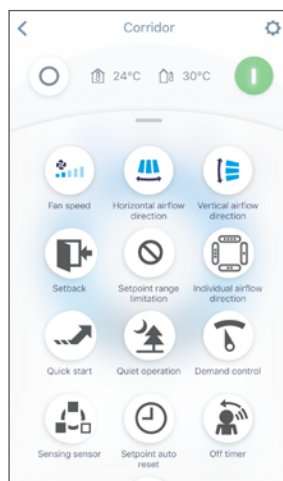 Corridor
24°C 30°C
Fan speed
Horizontal airflow direction
Vertical airflow direction
Setback
Setpoint range limitation
Individual airflow direction
Quick start
Quiet operation
Demand control
Sensing sensor
Setpoint auto reset
Off timer